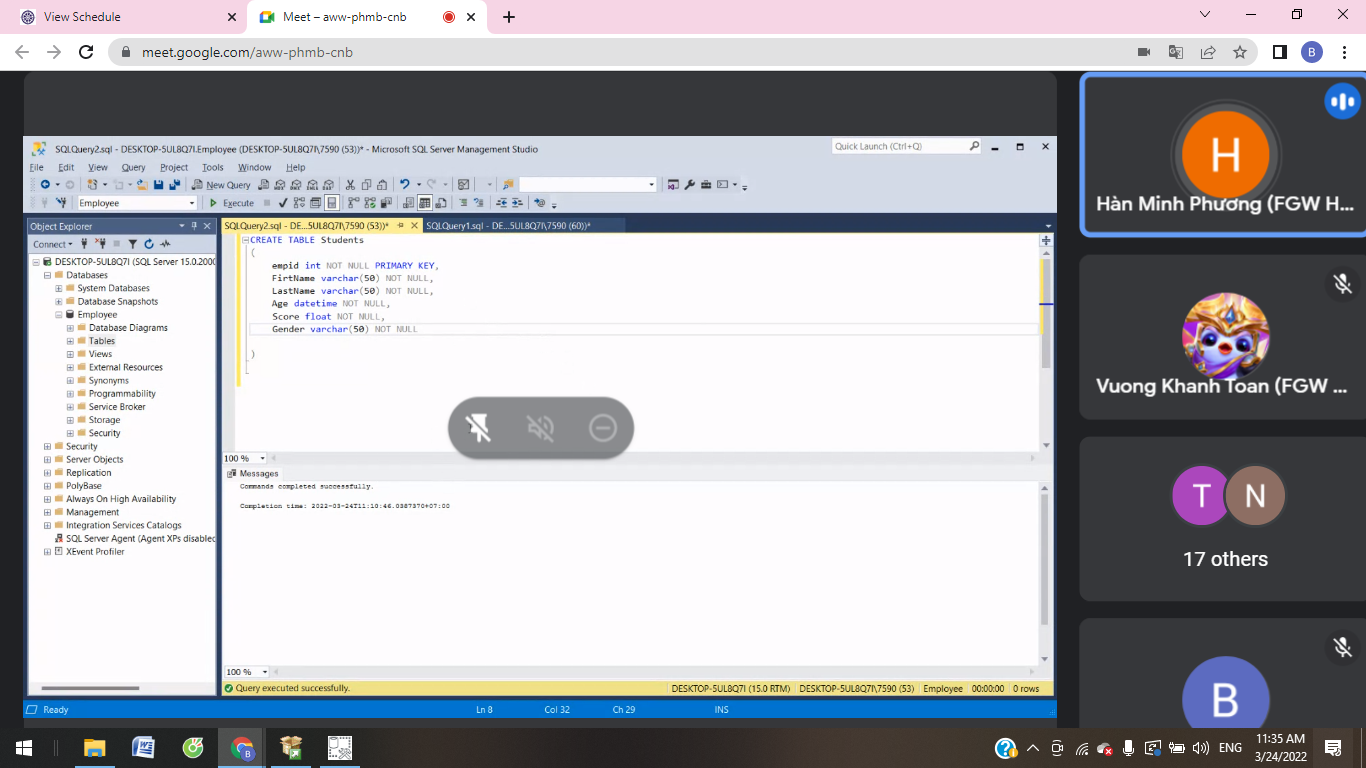 View Schedule
Meet – aww-phmb-cnb
meet.google.com/aww-phmb-cnb
B
SQLQuery2.sql - DESKTOP-5UL8Q7I.Employee (DESKTOP-5UL8Q7I\7590 (53))* - Microsoft SQL Server Management Studio
Quick Launch (Ctrl+Q)
File Edit View Query Project Tools Window Help
New Query
Employee
Execute
Object Explorer
Connect
DESKTOP-5UL8Q7I (SQL Server 15.0.2000
Databases
System Databases
Database Snapshots
Employee
Database Diagrams
Tables
Views
External Resources
Synonyms
Programmability
Service Broker
Storage
Security
Security
Server Objects
Replication
PolyBase
Always On High Availability
Management
Integration Services Catalogs
SQL Server Agent (Agent XPs disabled
XEvent Profiler
SQLQuery2.sql - DE...5UL8Q7I\7590 (53))*
SQLQuery1.sql - DE...5UL8Q7I\7590 (60))*
CREATE TABLE Students
(
empid int NOT NULL PRIMARY KEY,
FirtName varchar(50) NOT NULL,
LastName varchar(50) NOT NULL,
Age datetime NOT NULL,
Score float NOT NULL,
Gender varchar(50) NOT NULL
)
100 %
Messages
Commands completed successfully.
Completion time: 2022-03-24T11:10:46.0387370+07:00
100 %
Query executed successfully.
DESKTOP-5UL8Q7I (15.0 RTM) DESKTOP-5UL8Q7I\7590 (53) Employee 00:00:00 0 rows
Ready Ln 8 Col 32 Ch 29 INS
H
Hàn Minh Phượng (FGW H...
Vuong Khanh Toan (FGW ...
T N
17 others
B
ENG
11:35 AM
3/24/2022